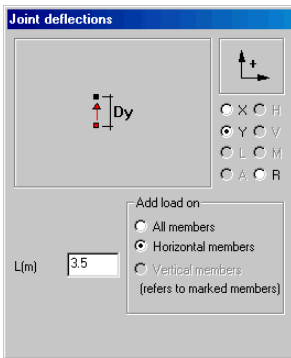 Joint deflections
Dy
+
X H
Y V
L M
A R
Add load on
All members
Horizontal members
Vertical members
(refers to marked members)
L(m) 3.5